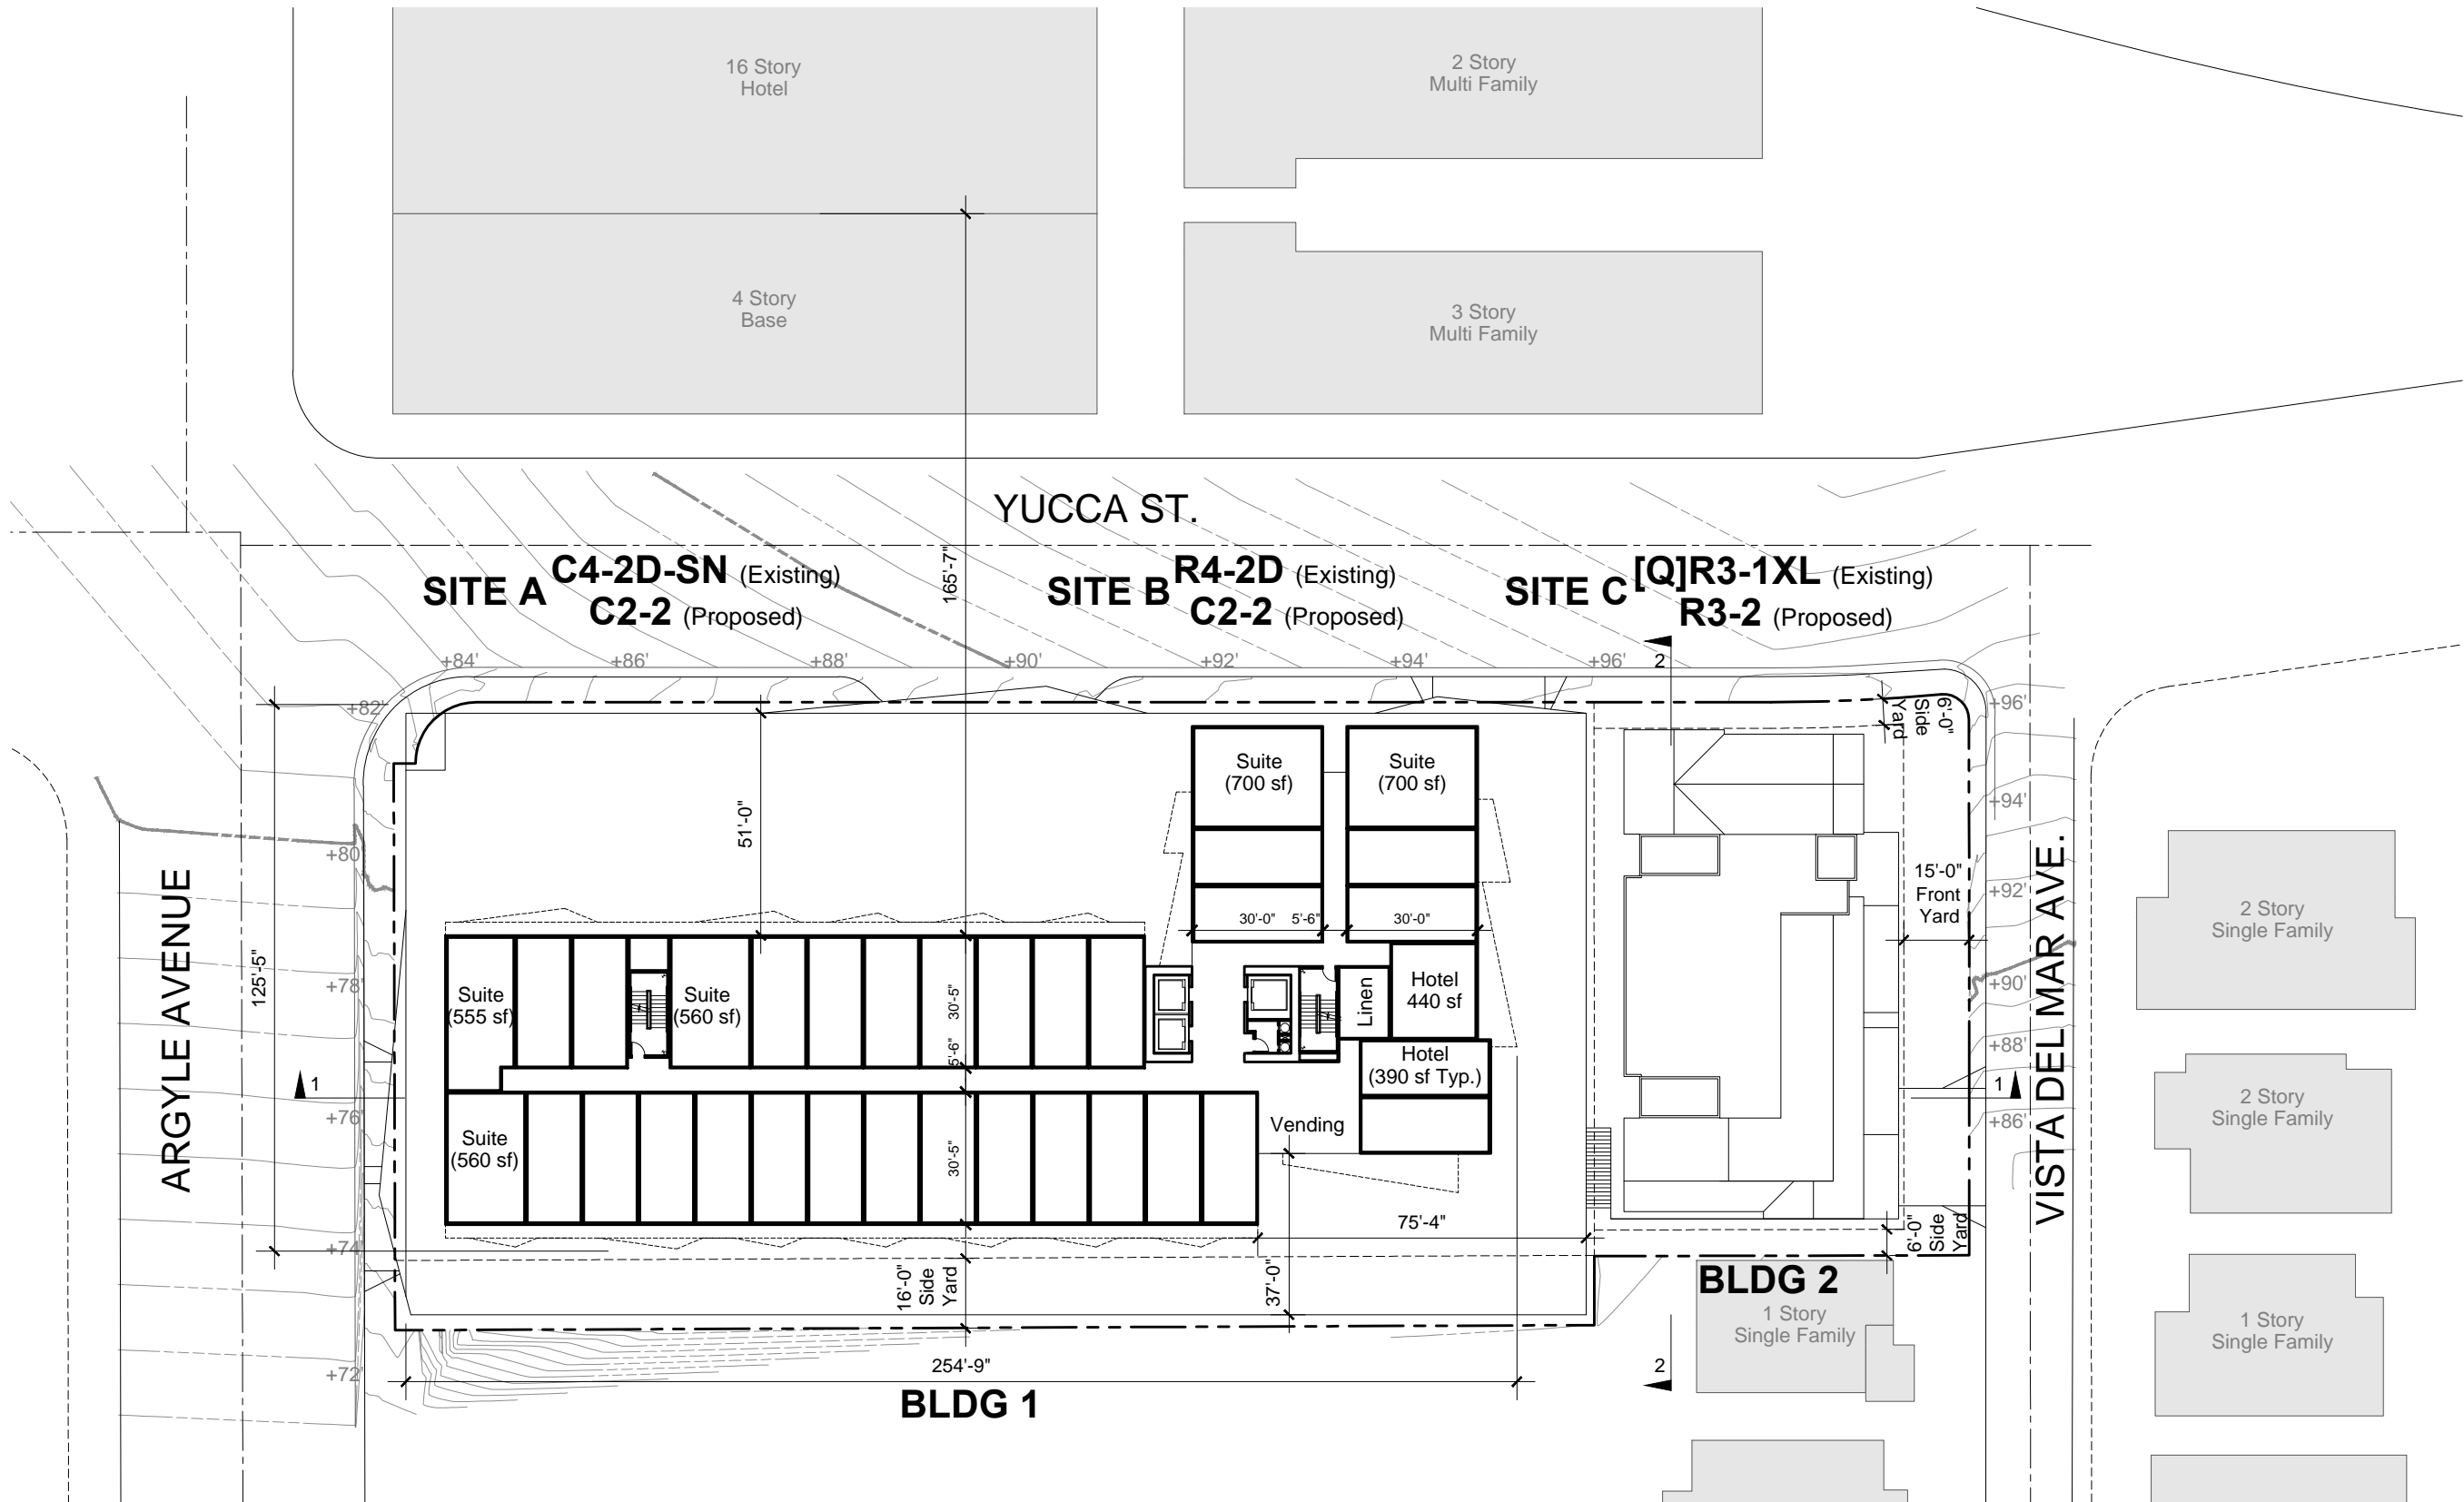 16 Story
Hotel
2 Story
Multi Family
4 Story
Base
3 Story
Multi Family
YUCCA ST.
165'-7"
SITE A
C4-2D-SN (Existing)
C2-2 (Proposed)
SITE B
R4-2D (Existing)
C2-2 (Proposed)
SITE C
[Q]R3-1XL (Existing)
R3-2 (Proposed)
+84'
+86'
+88'
+90'
+92'
+94'
+96'
2
+82'
+96'
6'-0"
Side
Yard
Suite
(700 sf)
Suite
(700 sf)
51'-0"
+94'
+80'
15'-0"
Front
Yard
+92'
ARGYLE AVENUE
VISTA DEL MAR AVE.
2 Story
Single Family
30'-0"
5'-6"
30'-0"
125'-5"
+78'
Suite
(555 sf)
Suite
(560 sf)
30'-5"
Linen
Hotel
440 sf
+90'
5'-6"
Hotel
(390 sf Typ.)
+88'
1
1
+76'
+86'
2 Story
Single Family
Suite
(560 sf)
30'-5"
Vending
75'-4"
+74'
6'-0"
Side
Yard
16'-0"
Side
Yard
37'-0"
BLDG 2
1 Story
Single Family
1 Story
Single Family
+72'
254'-9"
2
BLDG 1